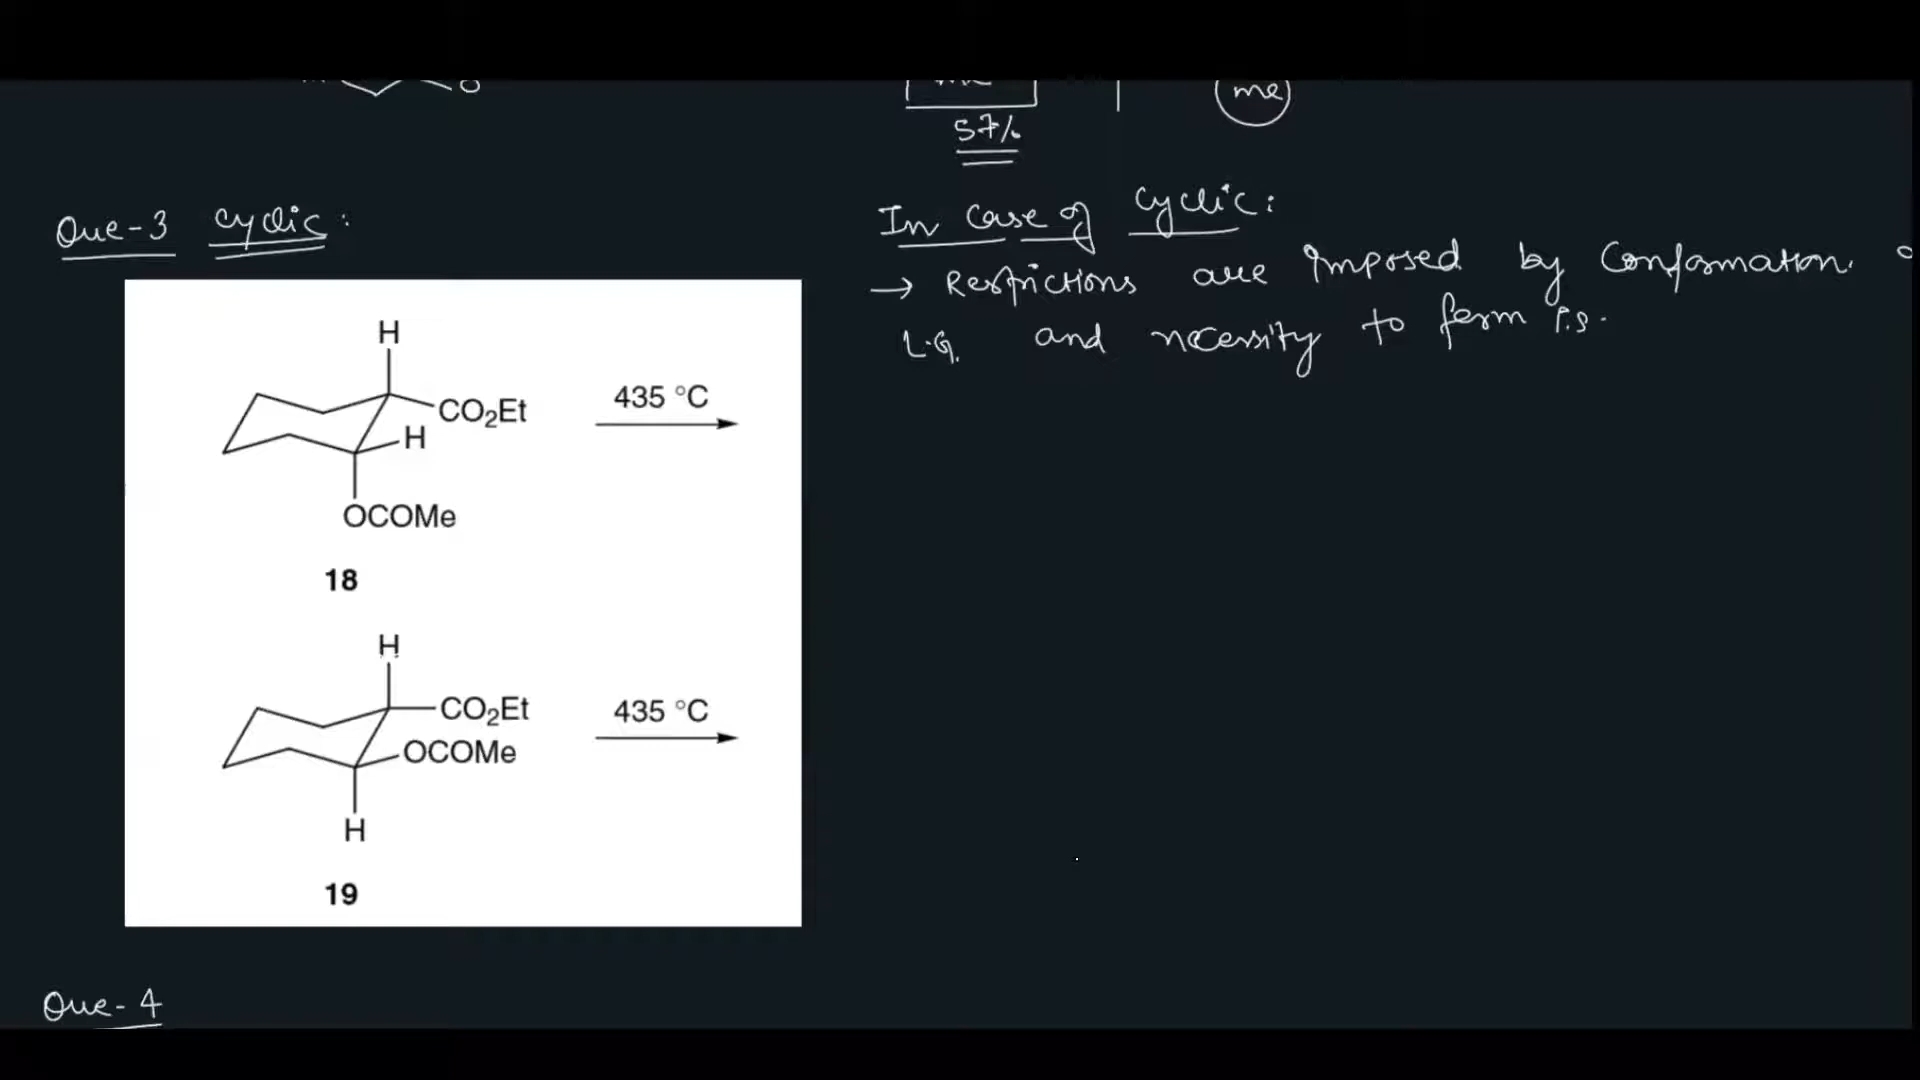 57%
Que-3 cyclic:
In Case of Cyclic:
→ Restrictions are imposed by Conformation.
L.G. and necessity to form
H
CO₂Et
H
OCOMe
435 °C
18
H
CO₂Et
OCOMe
H
435 °C
19
me
Que-4